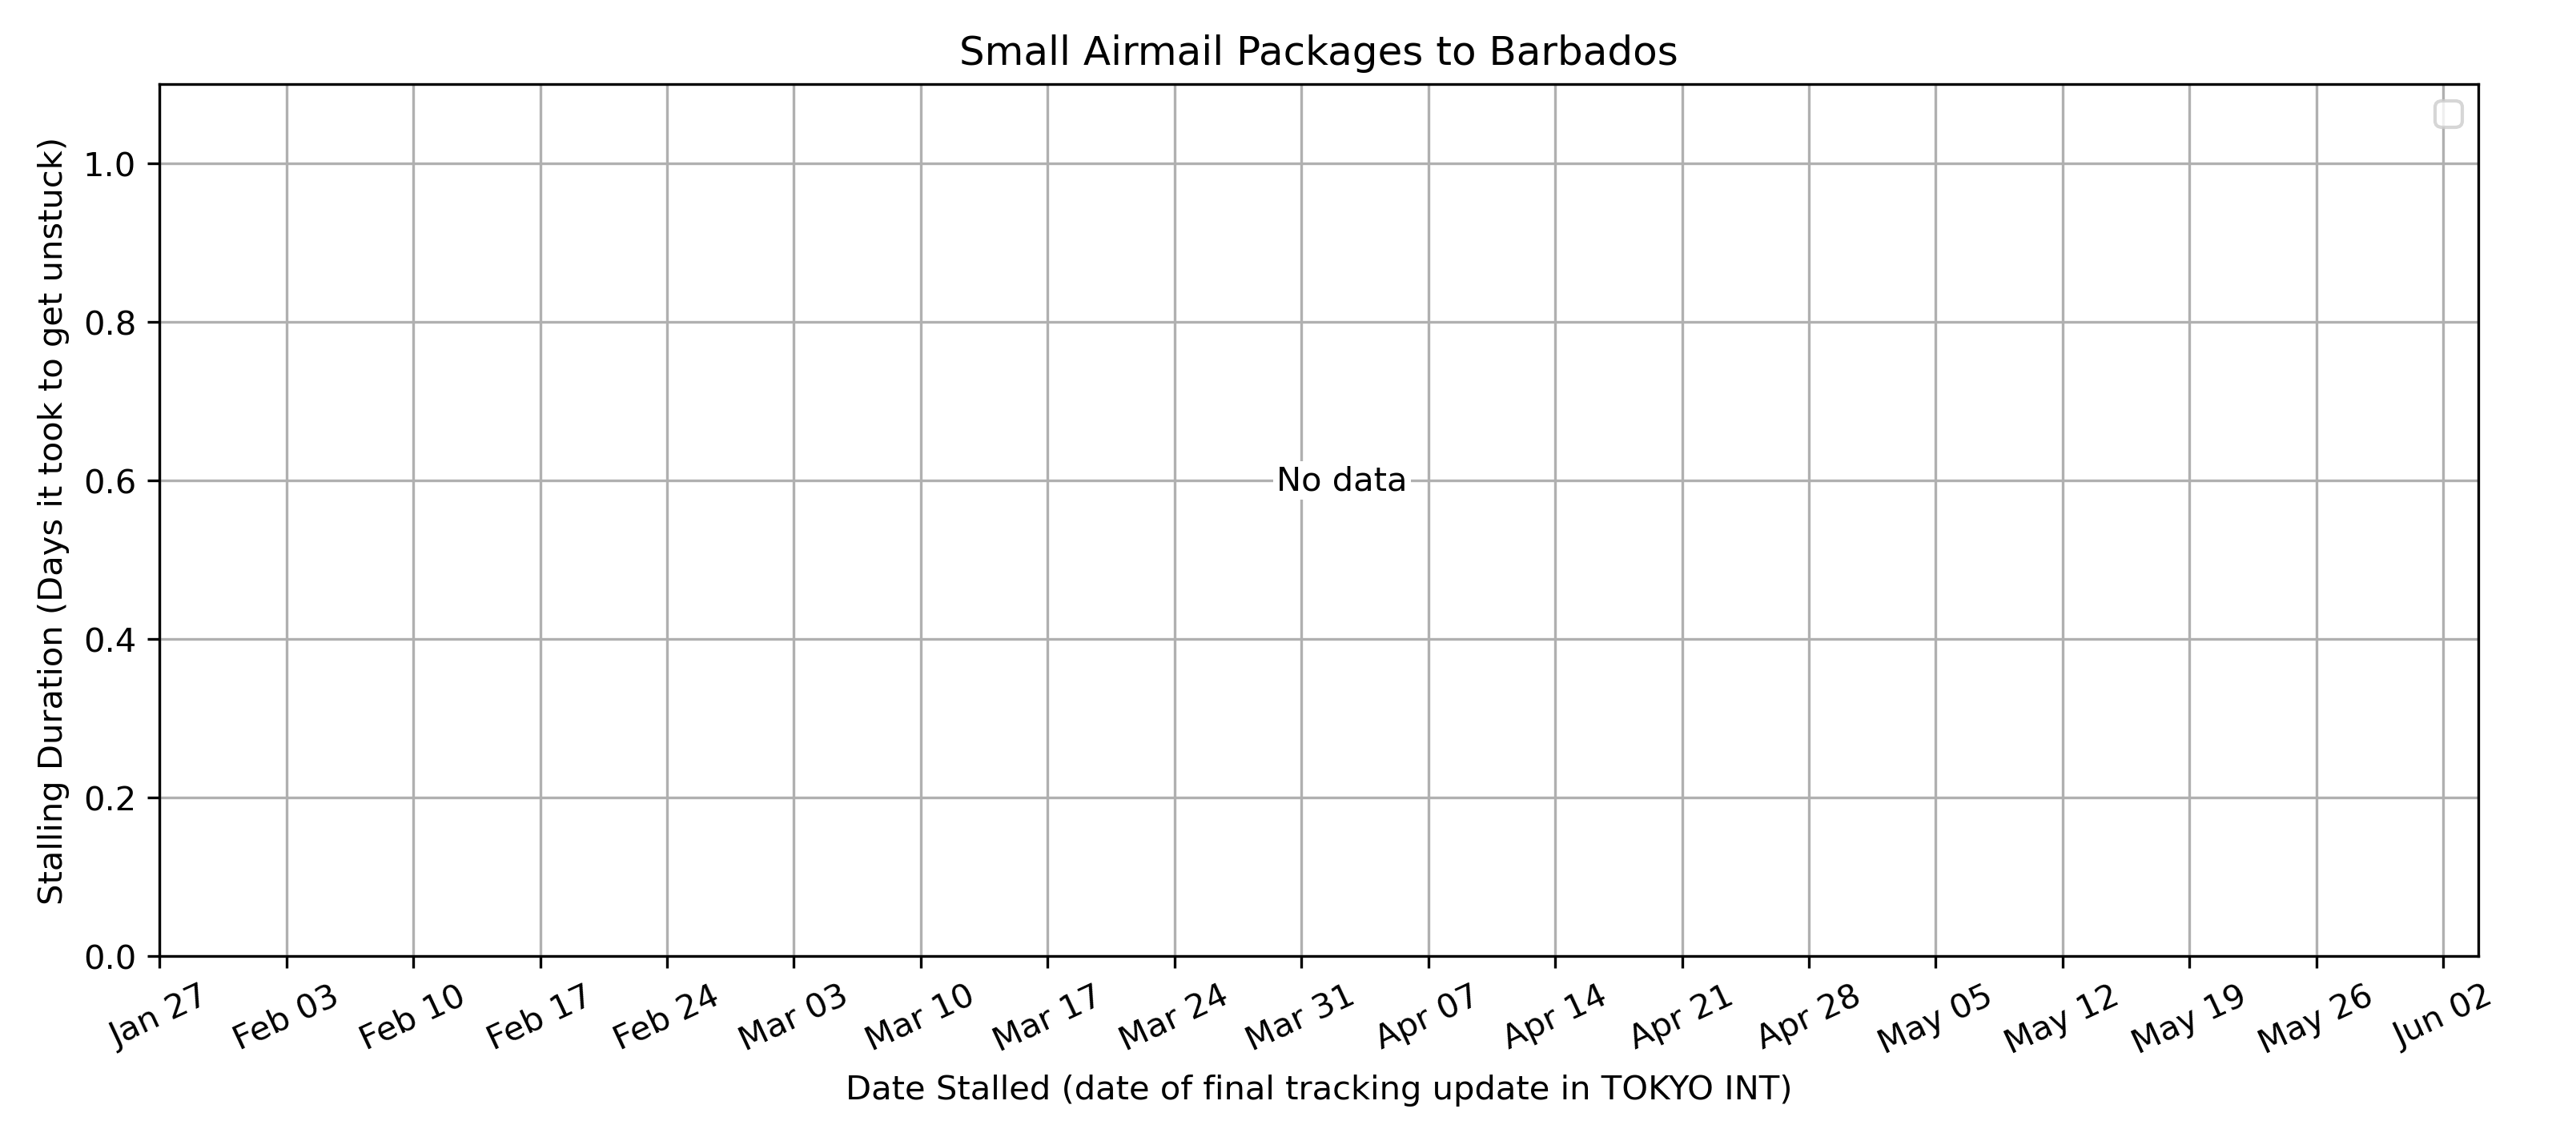 Small Airmail Packages to Barbados
Stalling Duration (Days it took to get unstuck)
1.0
0.8
0.6
0.4
0.2
0.0
No data
Jan 27 Feb 03 Feb 10 Feb 17 Feb 24 Mar 03 Mar 10 Mar 17 Mar 24 Mar 31 Apr 07 Apr 14 Apr 21 Apr 28 May 05 May 12 May 19 May 26 Jun 02
Date Stalled (date of final tracking update in TOKYO INT)